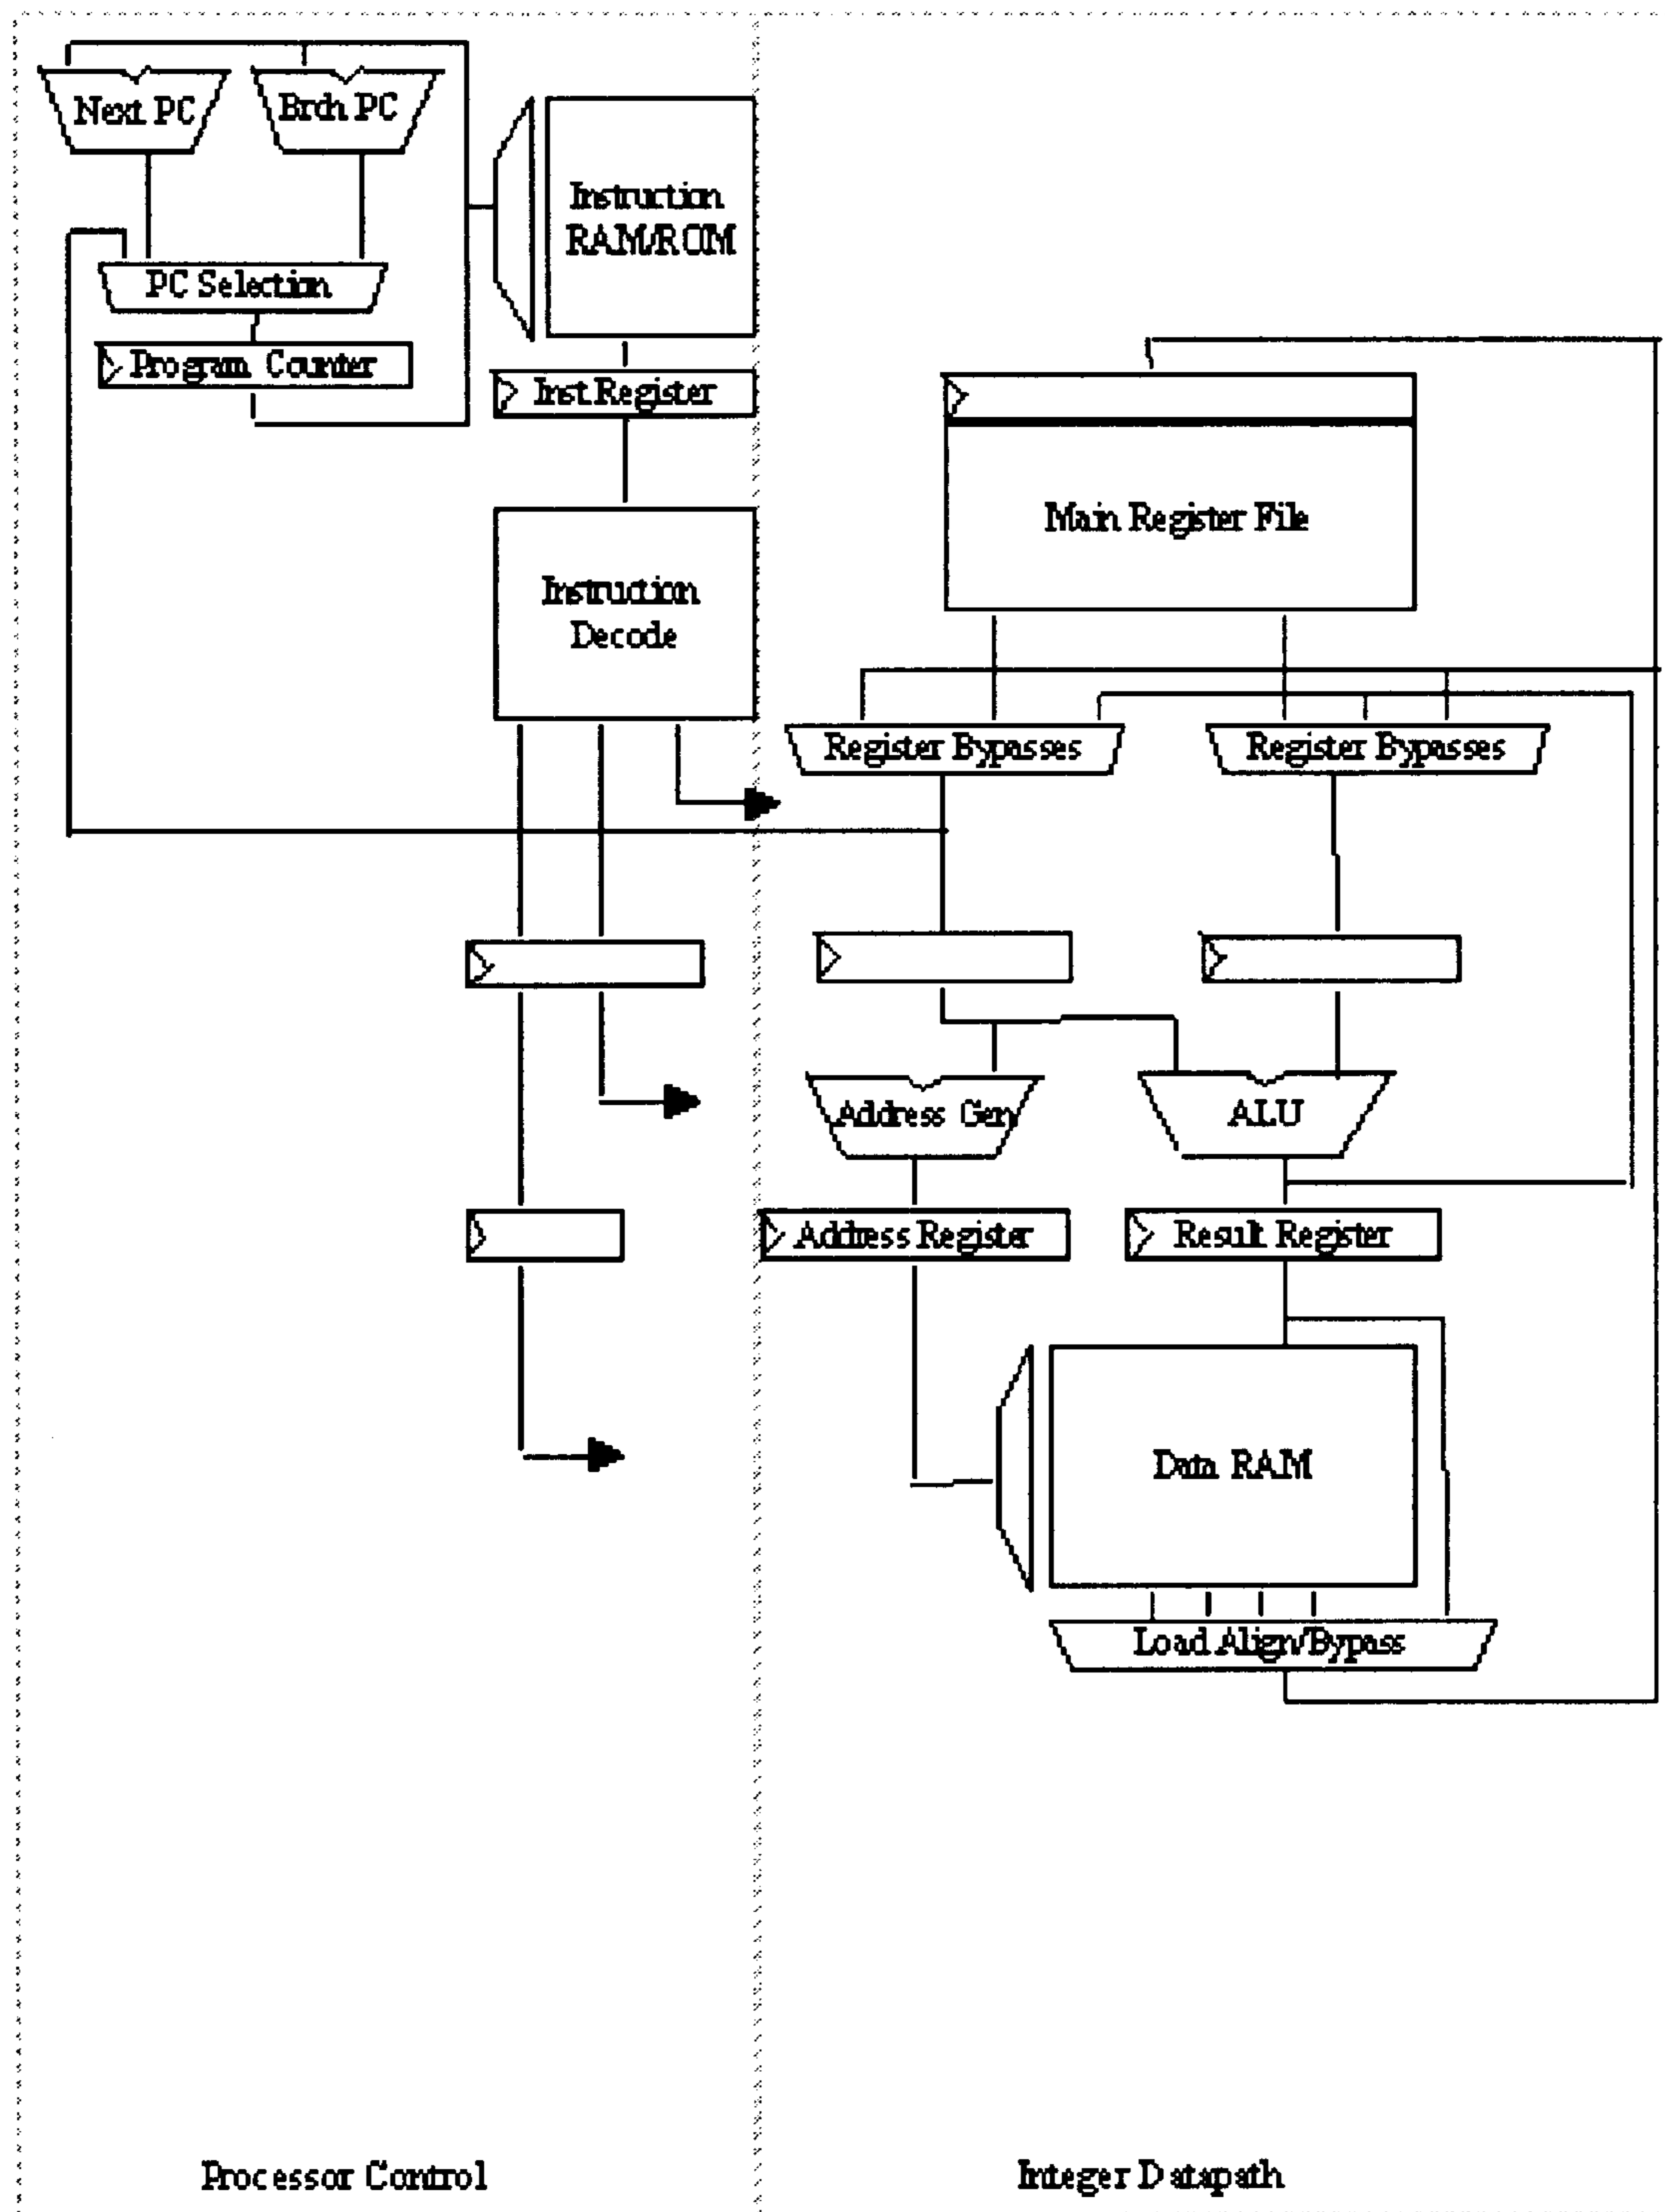 Next PC
Brch PC
Instruction
RAM/ROM
PC Selection
Program Counter
Inst Register
Main Register File
Instruction
Decode
Register Bypasses
Register Bypasses
Address Gen
ALU
Address Register
Result Register
Data RAM
Load Align/Bypass
Processor Control
Integer Datapath